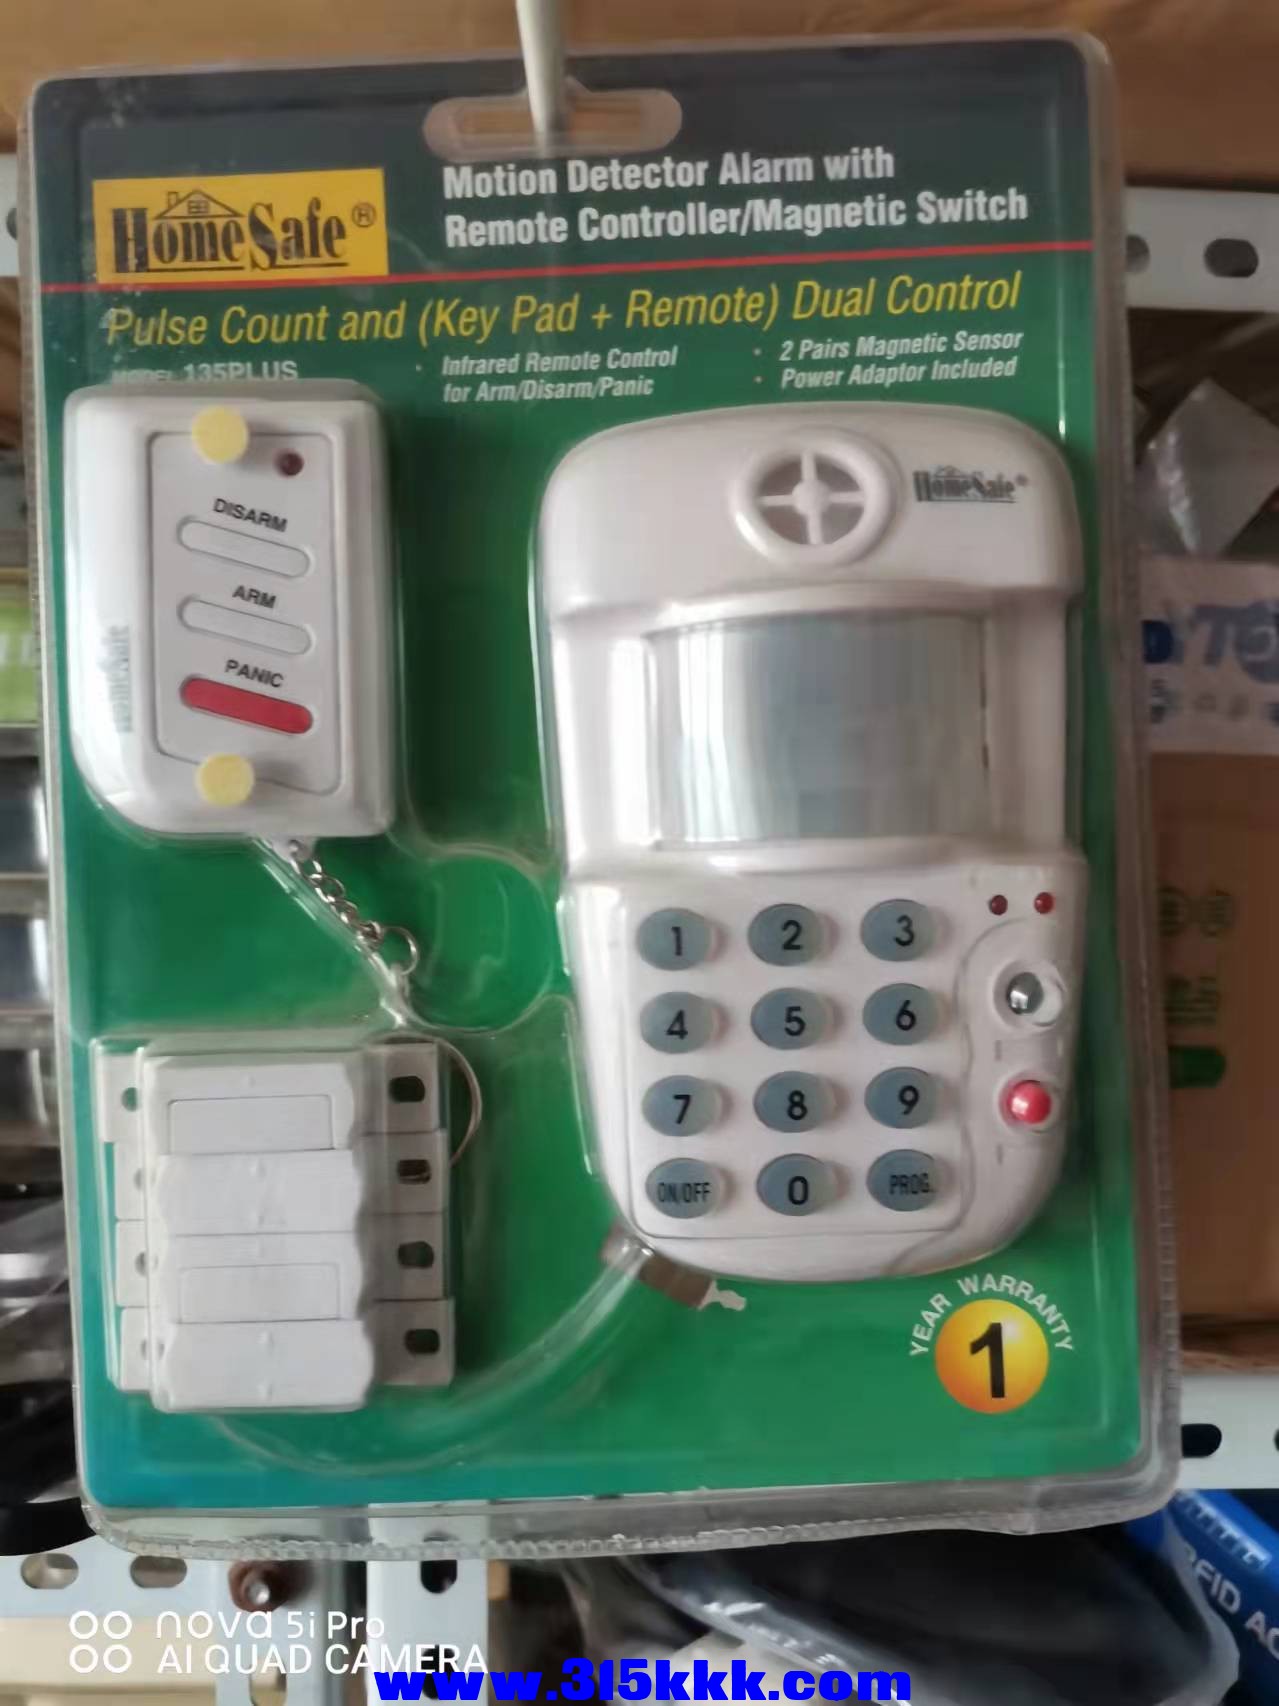 HomeSafe®
Motion Detector Alarm with
Remote Controller/Magnetic Switch
Pulse Count and (Key Pad + Remote) Dual Control
MODEL 135PLUS
• Infrared Remote Control
for Arm/Disarm/Panic
• 2 Pairs Magnetic Sensor
• Power Adaptor Included
DISARM
ARM
PANIC
HomeSafe
HomeSafe®
1 2 3
4 5 6
7 8 9
ON/OFF 0 PROG.
YEAR WARRANTY
1
nova 5i Pro
AI QUAD CAMERA
www.315kkk.com